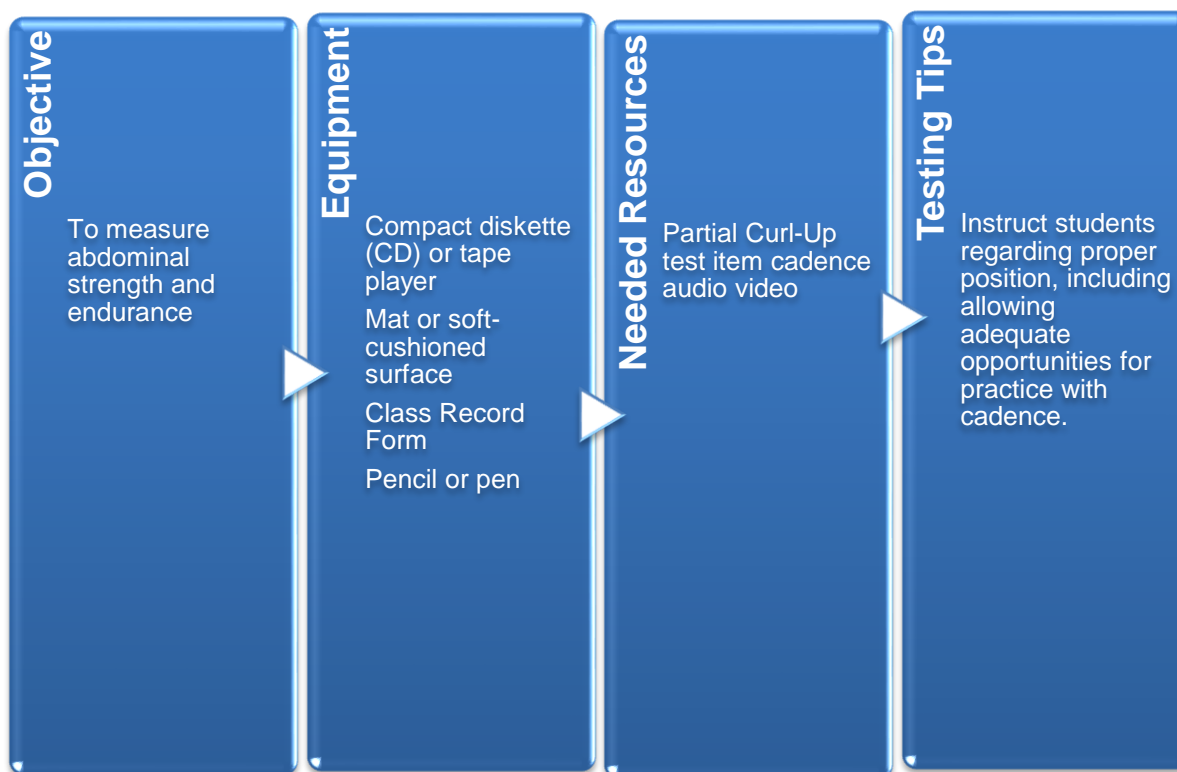 Objective
To measure
abdominal
strength and
endurance
Equipment
Compact diskette
(CD) or tape
player
Mat or soft-
cushioned
surface
Class Record
Form
Pencil or pen
Needed Resources
Partial Curl-Up
test item cadence
audio video
Testing Tips
Instruct students
regarding proper
position, including
allowing
adequate
opportunities for
practice with
cadence.